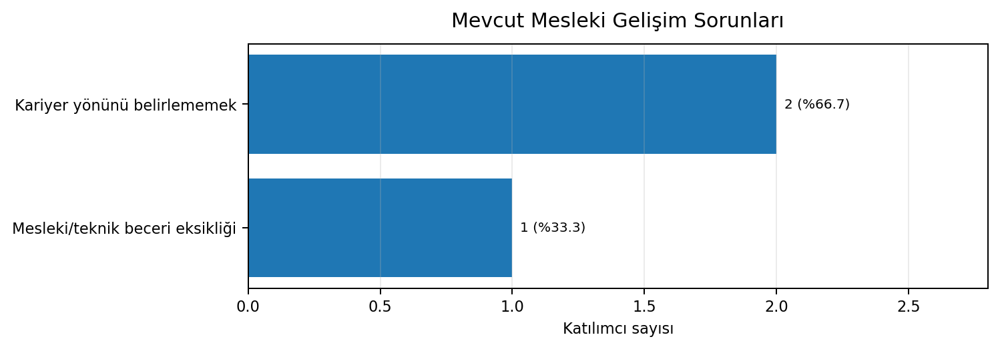 Mevcut Mesleki Gelişim Sorunları
Kariyer yönünü belirlememek
2 (%66.7)
Mesleki/teknik beceri eksikliği
1 (%33.3)
0.0 0.5 1.0 1.5 2.0 2.5
Katılımcı sayısı